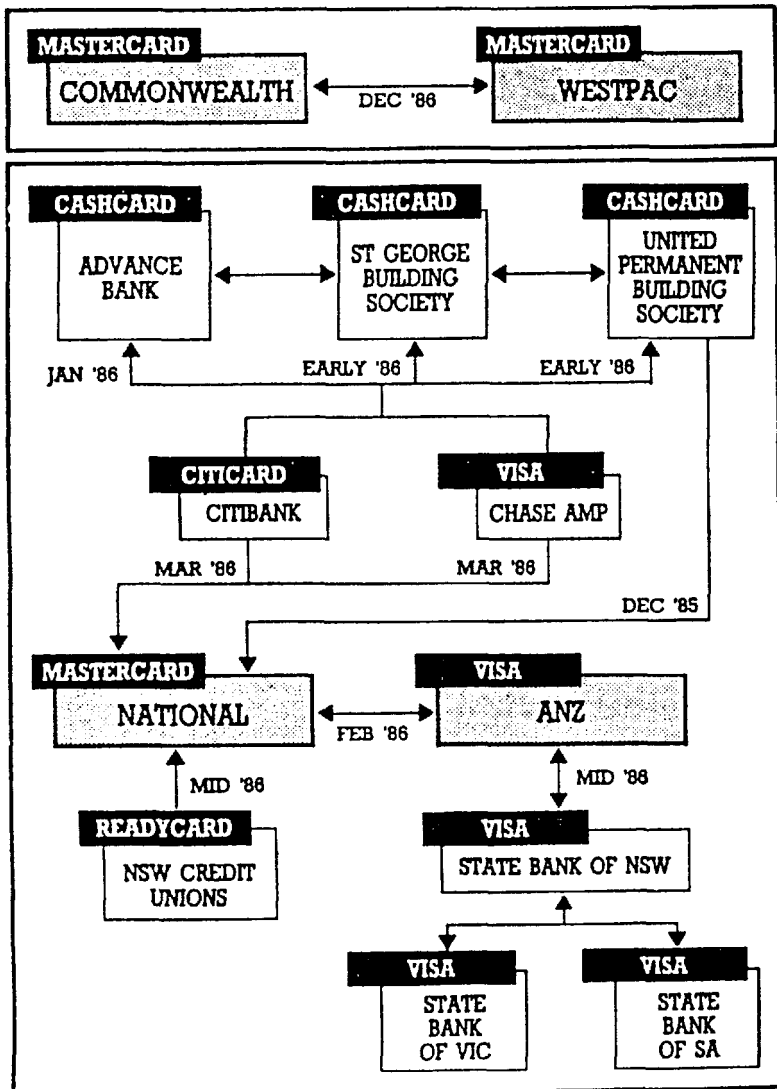 MASTERCARD
COMMONWEALTH
DEC '86
MASTERCARD
WESTPAC
CASHCARD
ADVANCE
BANK
CASHCARD
ST GEORGE
BUILDING
SOCIETY
CASHCARD
UNITED
PERMANENT
BUILDING
SOCIETY
JAN '86
EARLY '86
EARLY '86
CITICARD
CITIBANK
VISA
CHASE AMP
MAR '86
MAR '86
DEC '85
MASTERCARD
NATIONAL
FEB '86
VISA
ANZ
MID '86
MID '86
READYCARD
NSW CREDIT
UNIONS
VISA
STATE BANK OF NSW
VISA
STATE
BANK
OF VIC
VISA
STATE
BANK
OF SA